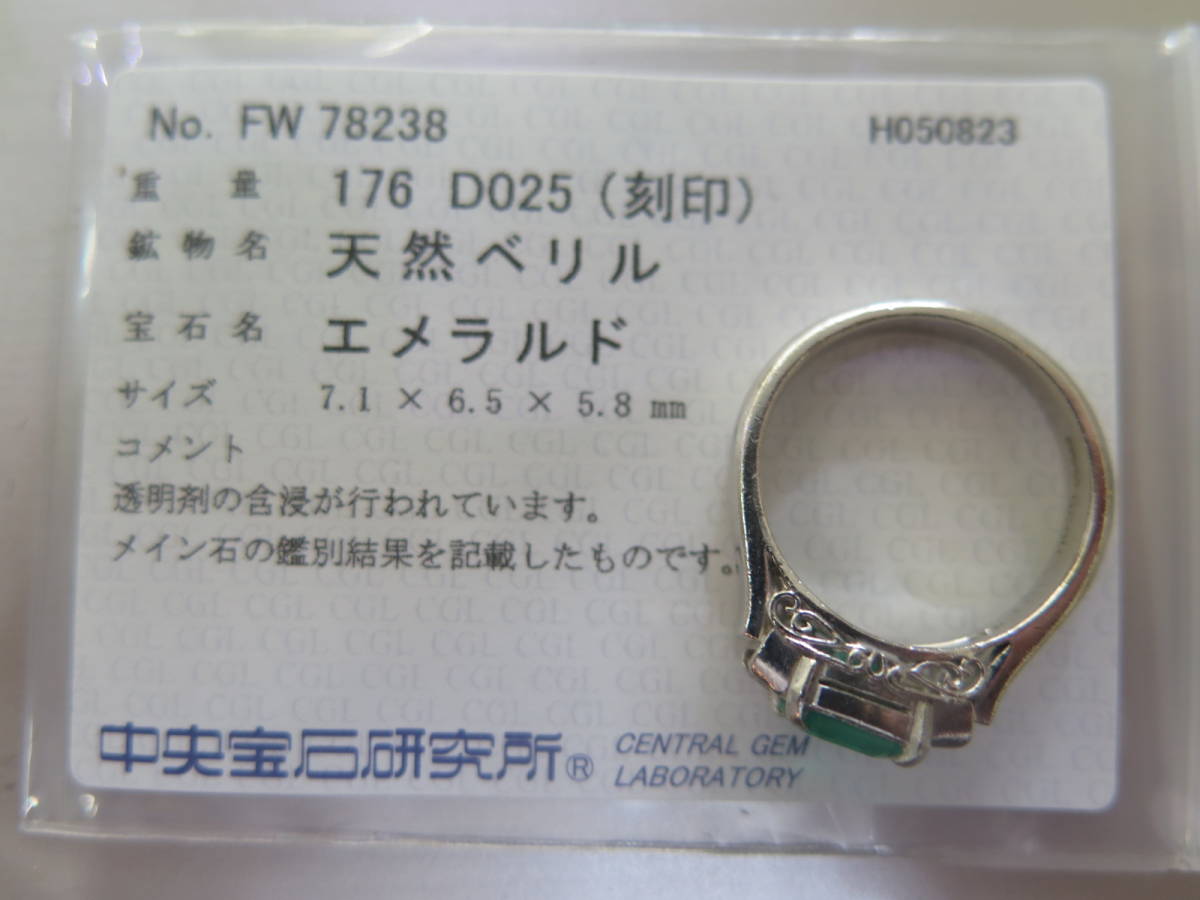 No. FW 78238 H050823
重量 176 D025 (刻印)
鉱物名 天然ベリル
宝石名 エメラルド
サイズ 7.1 × 6.5 × 5.8 mm
コメント
透明剤の含浸が行われています。
メイン石の鑑別結果を記載したものです。
中央宝石研究所® CENTRAL GEM
LABORATORY